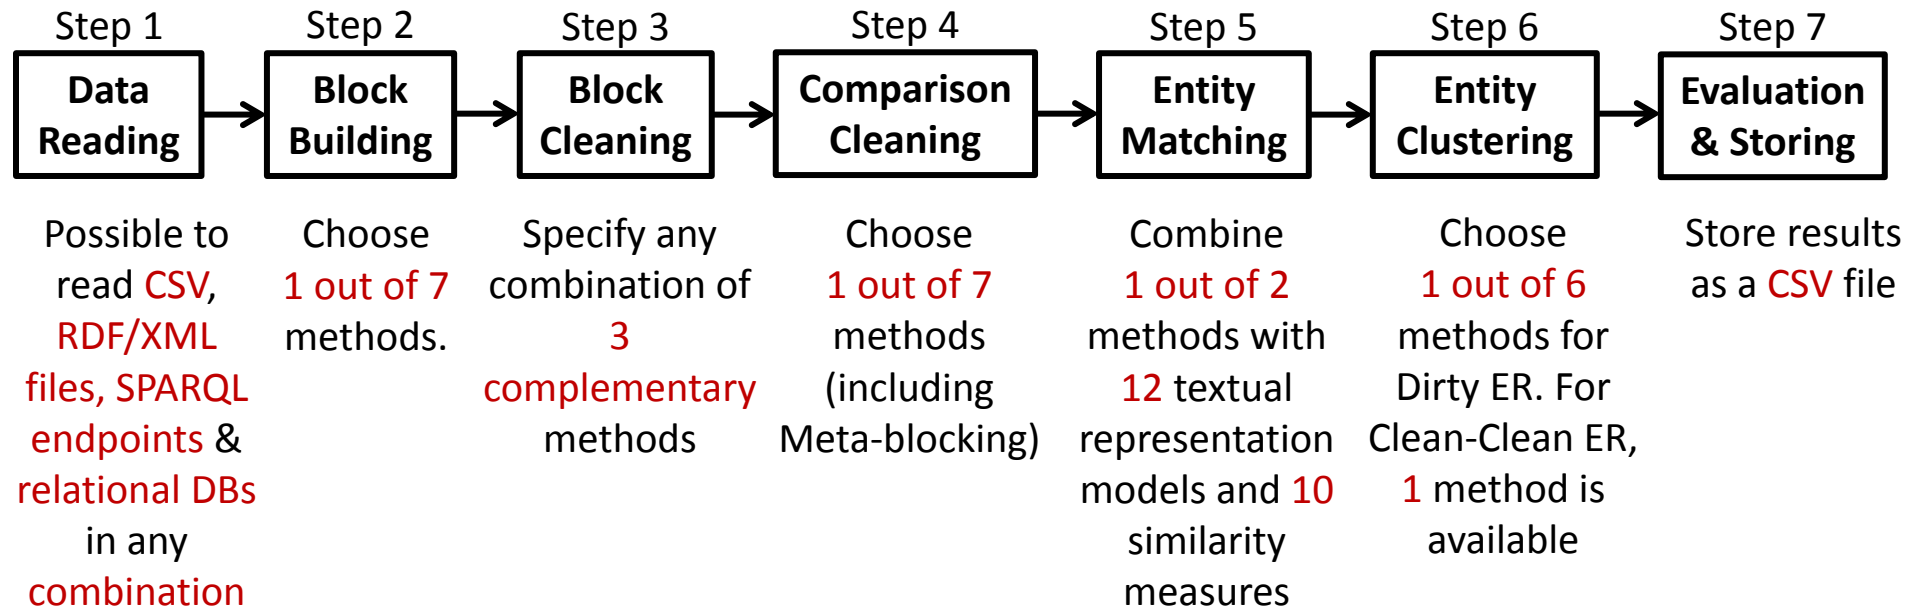 Step 1
Data
Reading
Possible to
read CSV,
RDF/XML
files, SPARQL
endpoints &
relational DBs
in any
combination
Step 2
Block
Building
Choose
1 out of 7
methods.
Step 3
Block
Cleaning
Specify any
combination of
3
complementary
methods
Step 4
Comparison
Cleaning
Choose
1 out of 7
methods
(including
Meta-blocking)
Step 5
Entity
Matching
Combine
1 out of 2
methods with
12 textual
representation
models and 10
similarity
measures
Step 6
Entity
Clustering
Choose
1 out of 6
methods for
Dirty ER. For
Clean-Clean ER,
1 method is
available
Step 7
Evaluation
& Storing
Store results
as a CSV file